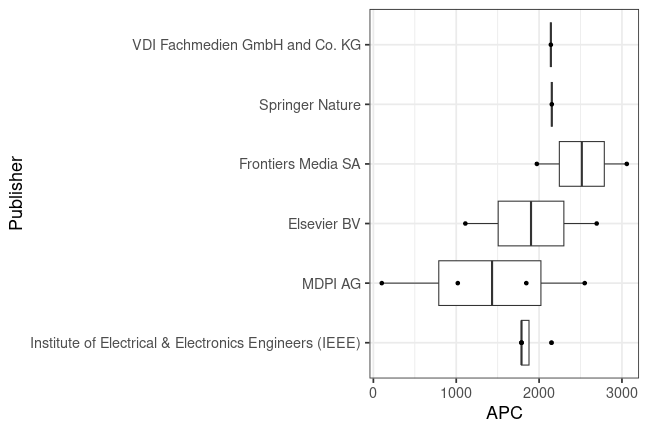 VDI Fachmedien GmbH and Co. KG
Springer Nature
Frontiers Media SA
Elsevier BV
MDPI AG
Institute of Electrical & Electronics Engineers (IEEE)
Publisher
0 1000 2000 3000
APC